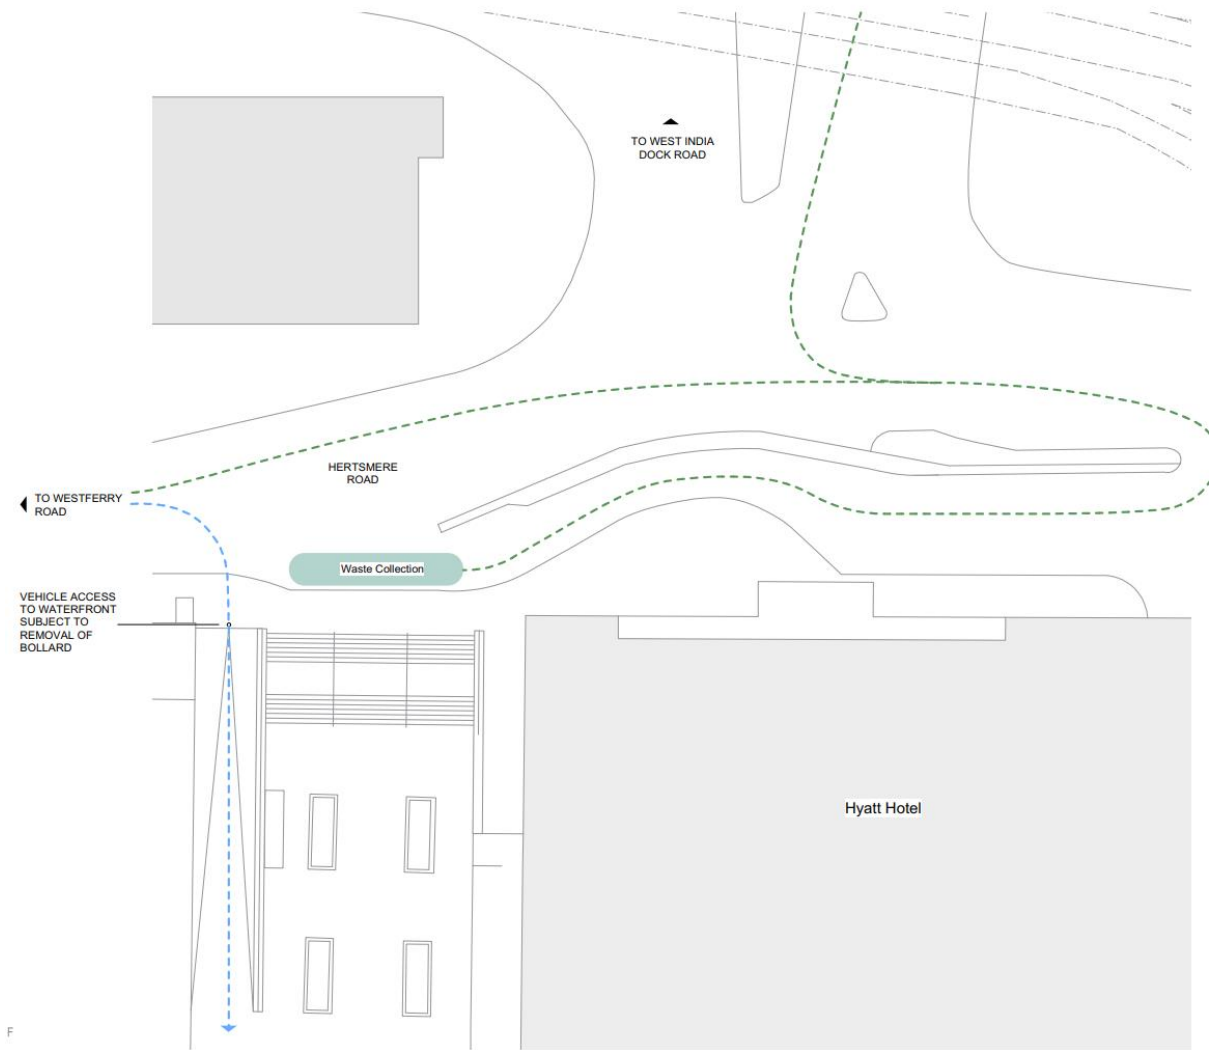 TO WEST INDIA
DOCK ROAD
HERTSMERE
ROAD
TO WESTFERRY
ROAD
Waste Collection
VEHICLE ACCESS
TO WATERFRONT
SUBJECT TO
REMOVAL OF
BOLLARD
Hyatt Hotel
F